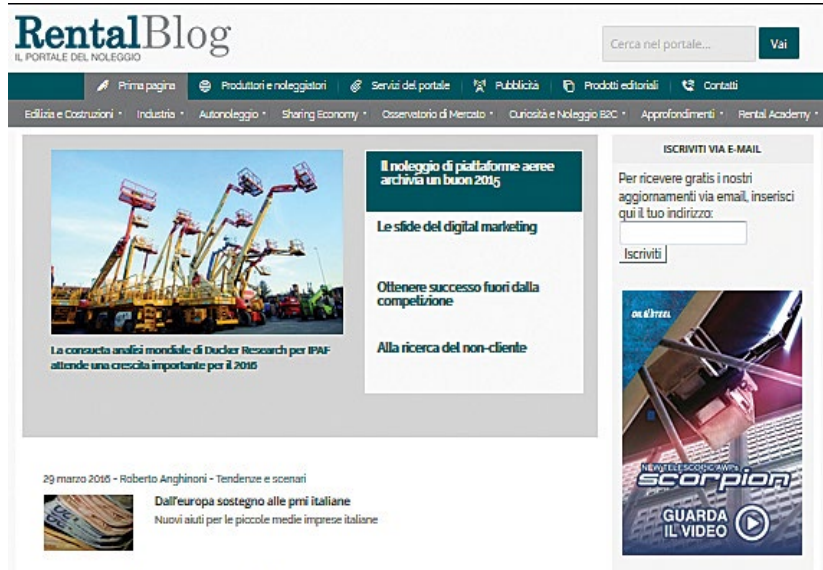 RentalBlog
IL PORTALE DEL NOLEGGIO
Cerca nel portale...
Vai
Prima pagina
Produttori e noleggiatori
Servizi del portale
Pubblicità
Prodotti editoriali
Contatti
Edilizia e Costruzioni
Industria
Autonoleggio
Sharing Economy
Osservatorio di Mercato
Curiosità e Noleggio B2C
Approfondimenti
Rental Academy
Il noleggio di piattaforme aeree
archivia un buon 2015
Le sfide del digital marketing
Ottenere successo fuori dalla
competizione
Alla ricerca del non-cliente
La consueta analisi mondiale di Ducker Research per IPAF
attende una crescita importante per il 2016
ISCRIVITI VIA E-MAIL
Per ricevere gratis i nostri
aggiornamenti via email, inserisci
qui il tuo indirizzo:
Iscriviti
OIL&STEEL
NEW TELESCOPIC AWPs
scorpion
GUARDA
IL VIDEO
29 marzo 2016 - Roberto Anghinoni - Tendenze e scenari
Dall'europa sostegno alle pmi italiane
Nuovi aiuti per le piccole medie imprese italiane